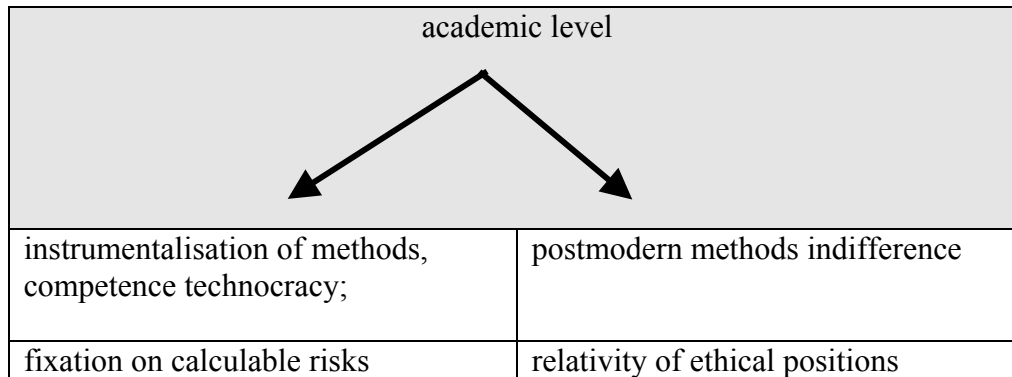 academic level
instrumentalisation of methods,
competence technocracy;
postmodern methods indifference
fixation on calculable risks
relativity of ethical positions